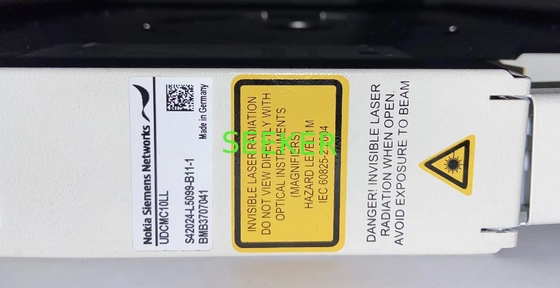 Nokia Siemens Networks
UDCMC10LL
S42024-L5099-B11-1
BMB3707041
Made in Germany
INVISIBLE LASER RADIATION
DO NOT VIEW DIRECTLY WITH
OPTICAL INSTRUMENTS
(MAGNIFIERS)
HAZARD LEVEL 1M
IEC 60825-2:2004
DANGER! INVISIBLE LASER
RADIATION WHEN OPEN.
AVOID EXPOSURE TO BEAM